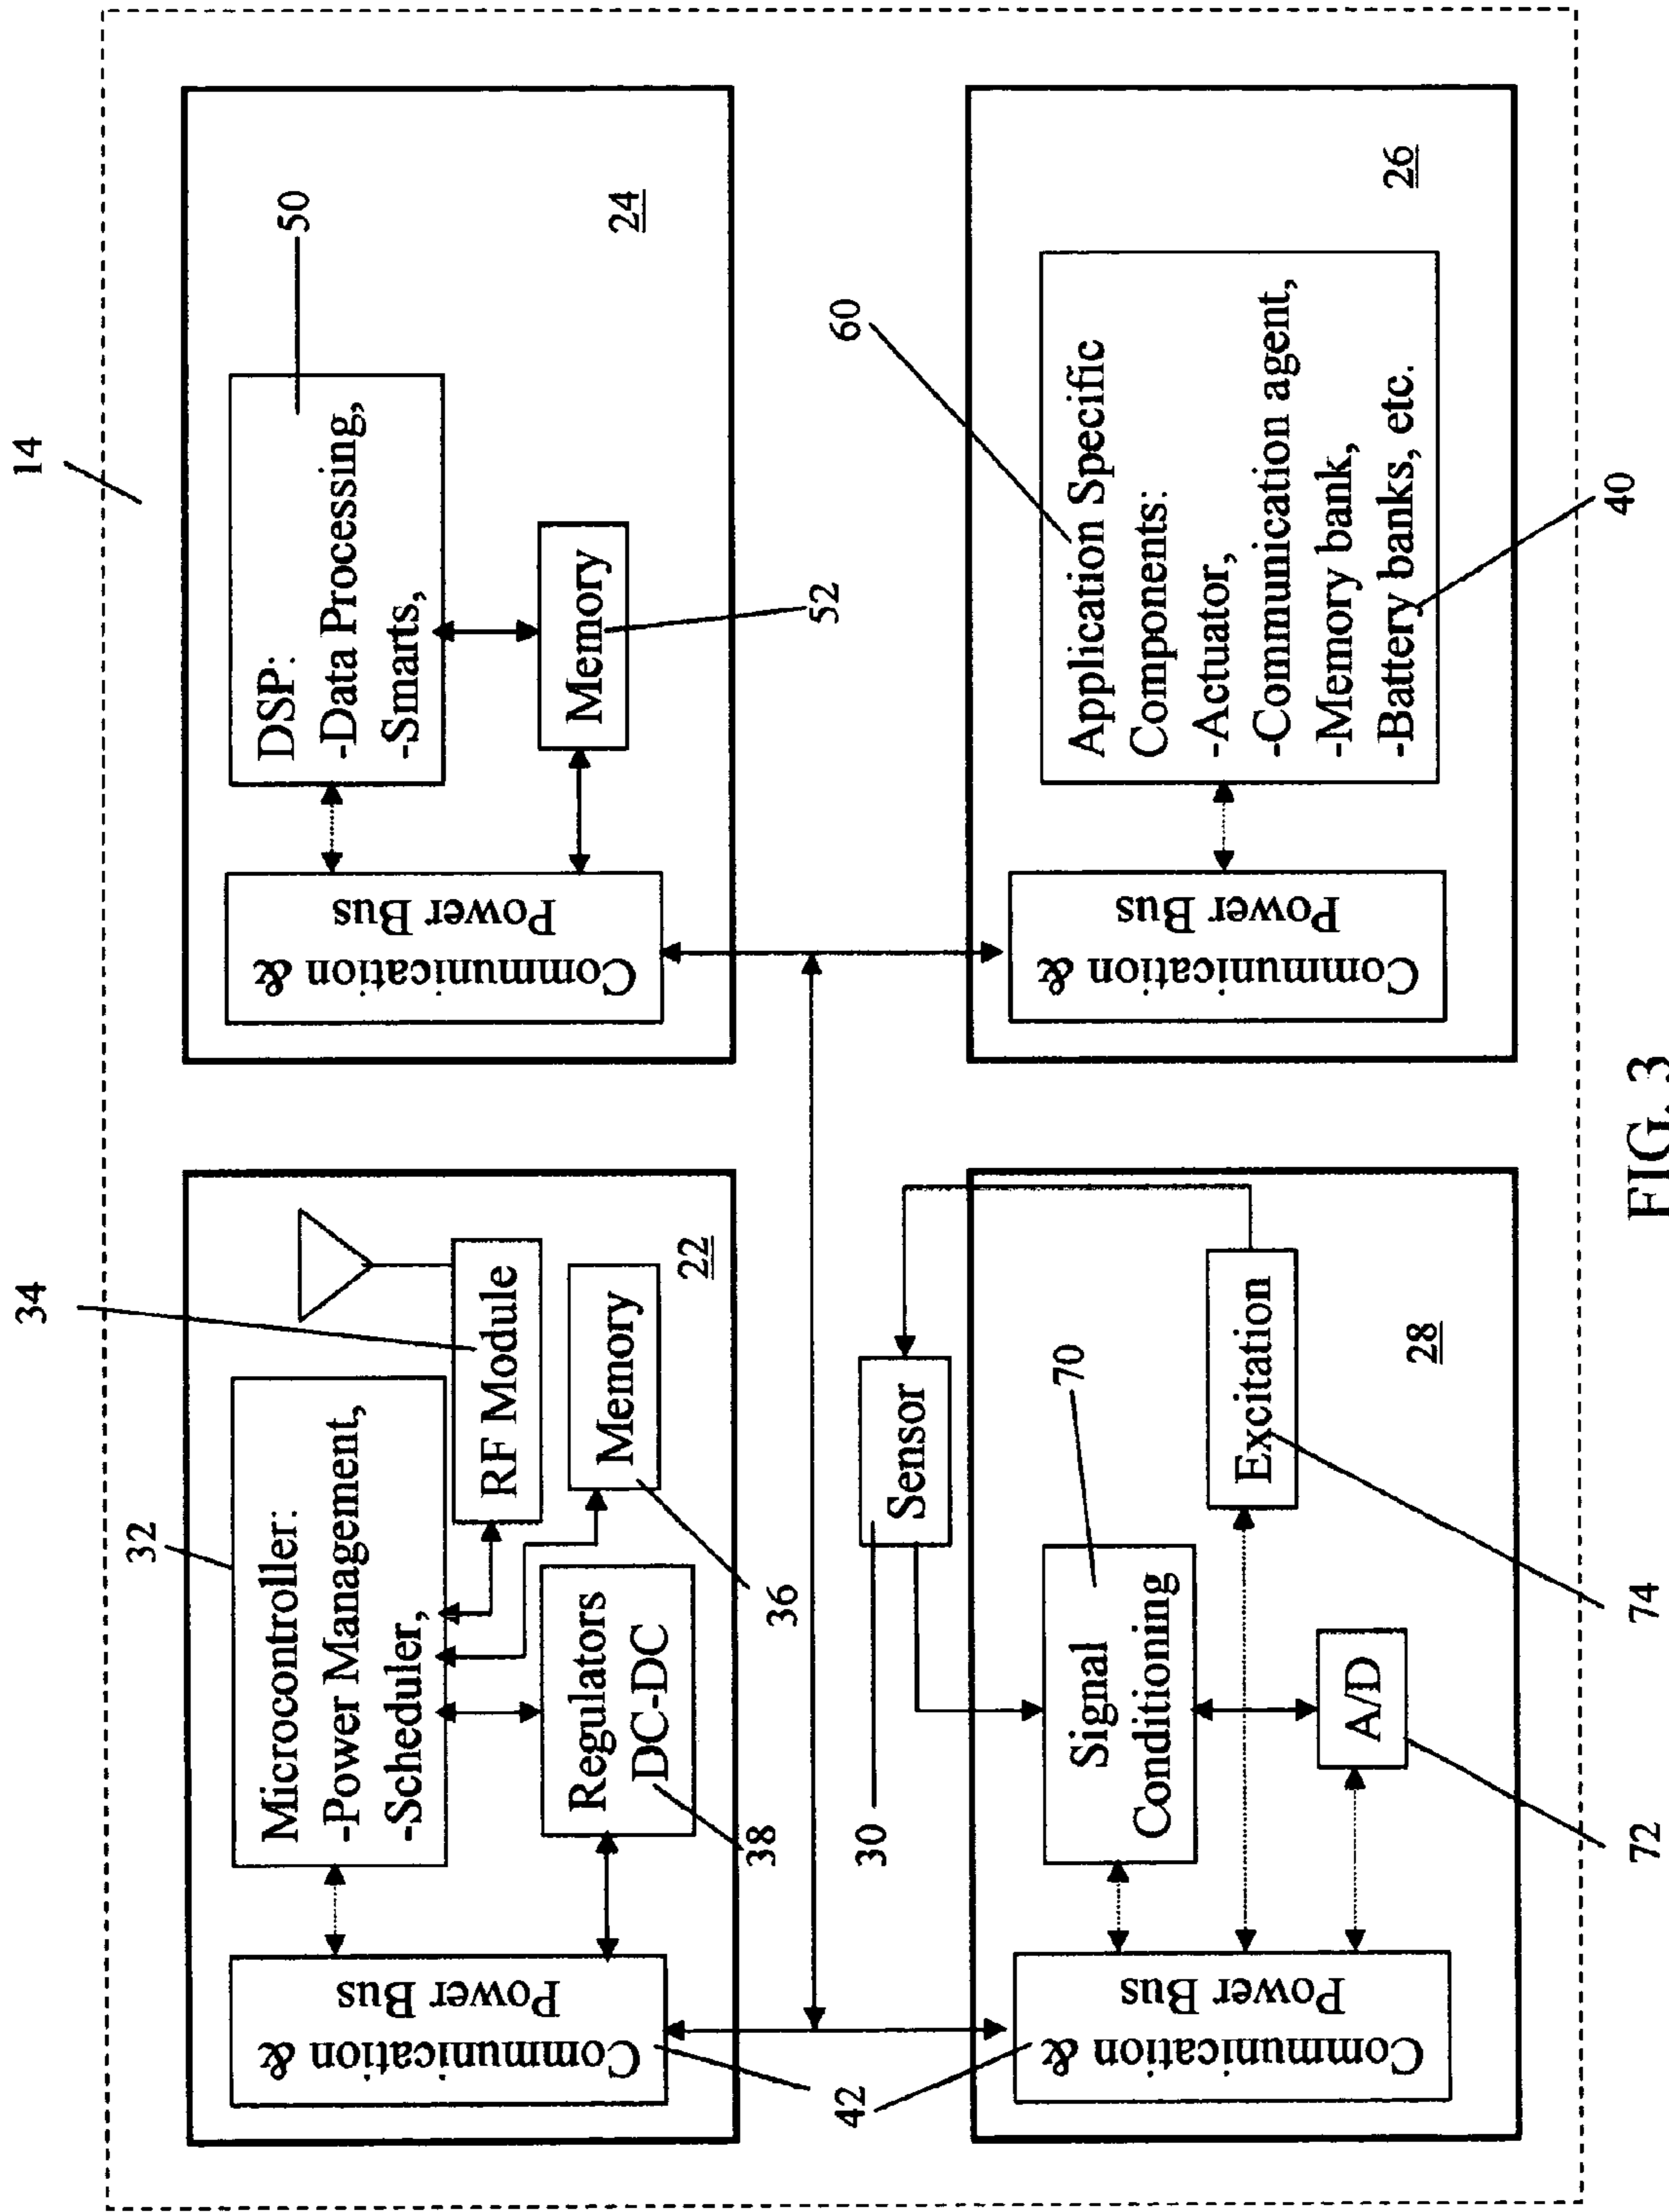 14
34
32
Microcontroller:
-Power Management,
-Scheduler,
RF Module
Memory
Regulators
DC-DC
36
38
22
Communication &
Power Bus
42
50
DSP:
-Data Processing,
-Smarts,
Memory
52
24
Communication &
Power Bus
30
Sensor
70
Signal
Conditioning
Excitation
A/D
74
72
28
Communication &
Power Bus
60
Application Specific
Components:
-Actuator,
-Communication agent,
-Memory bank,
-Battery banks, etc.
40
26
Communication &
Power Bus
FIG. 3